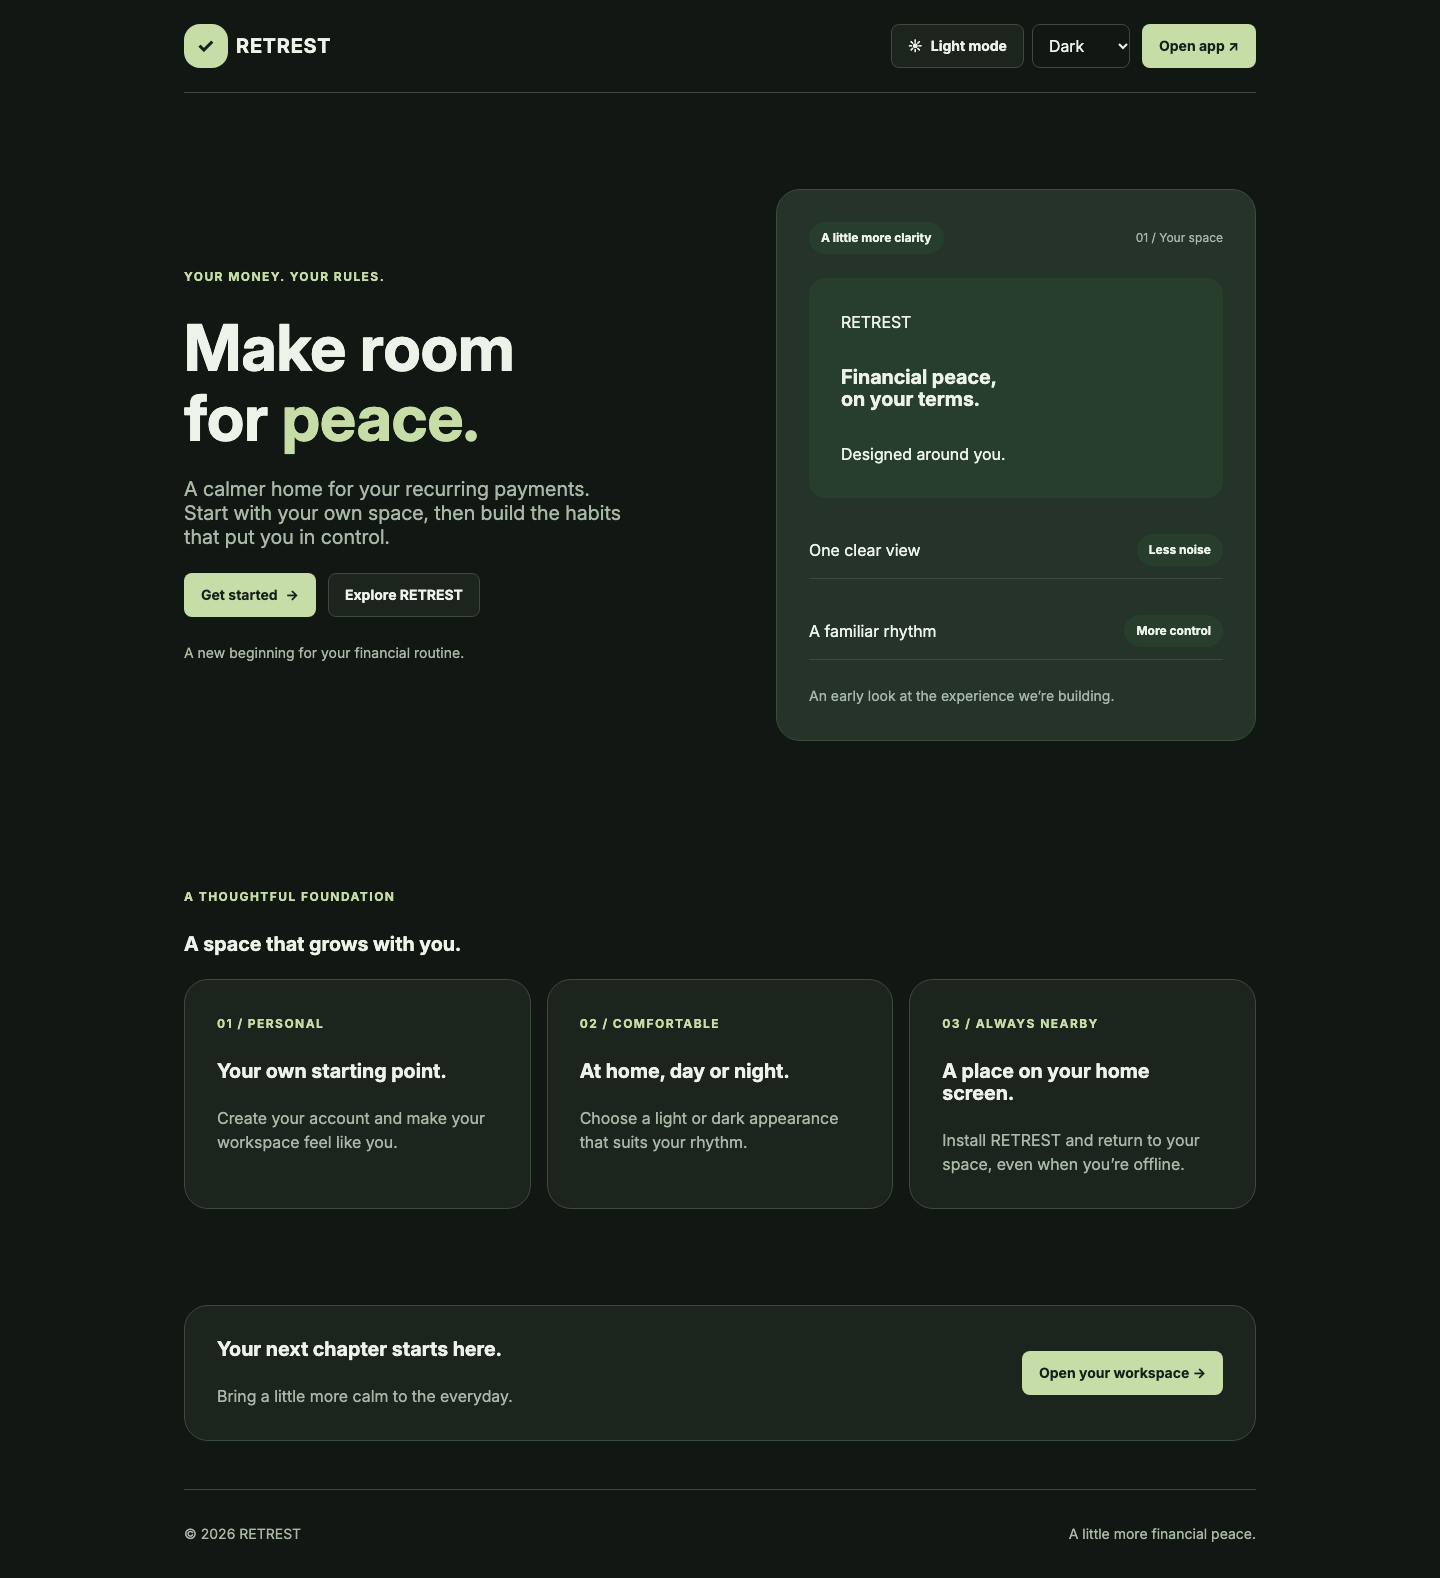 RETREST
Light mode
Dark
Open app ↗
YOUR MONEY. YOUR RULES.
Make room
for peace.
A calmer home for your recurring payments.
Start with your own space, then build the habits
that put you in control.
Get started →
Explore RETREST
A new beginning for your financial routine.
A little more clarity
01 / Your space
RETREST
Financial peace,
on your terms.
Designed around you.
One clear view
Less noise
A familiar rhythm
More control
An early look at the experience we’re building.
A THOUGHTFUL FOUNDATION
A space that grows with you.
01 / PERSONAL
Your own starting point.
Create your account and make your
workspace feel like you.
02 / COMFORTABLE
At home, day or night.
Choose a light or dark appearance
that suits your rhythm.
03 / ALWAYS NEARBY
A place on your home
screen.
Install RETREST and return to your
space, even when you’re offline.
Your next chapter starts here.
Bring a little more calm to the everyday.
Open your workspace →
© 2026 RETREST
A little more financial peace.